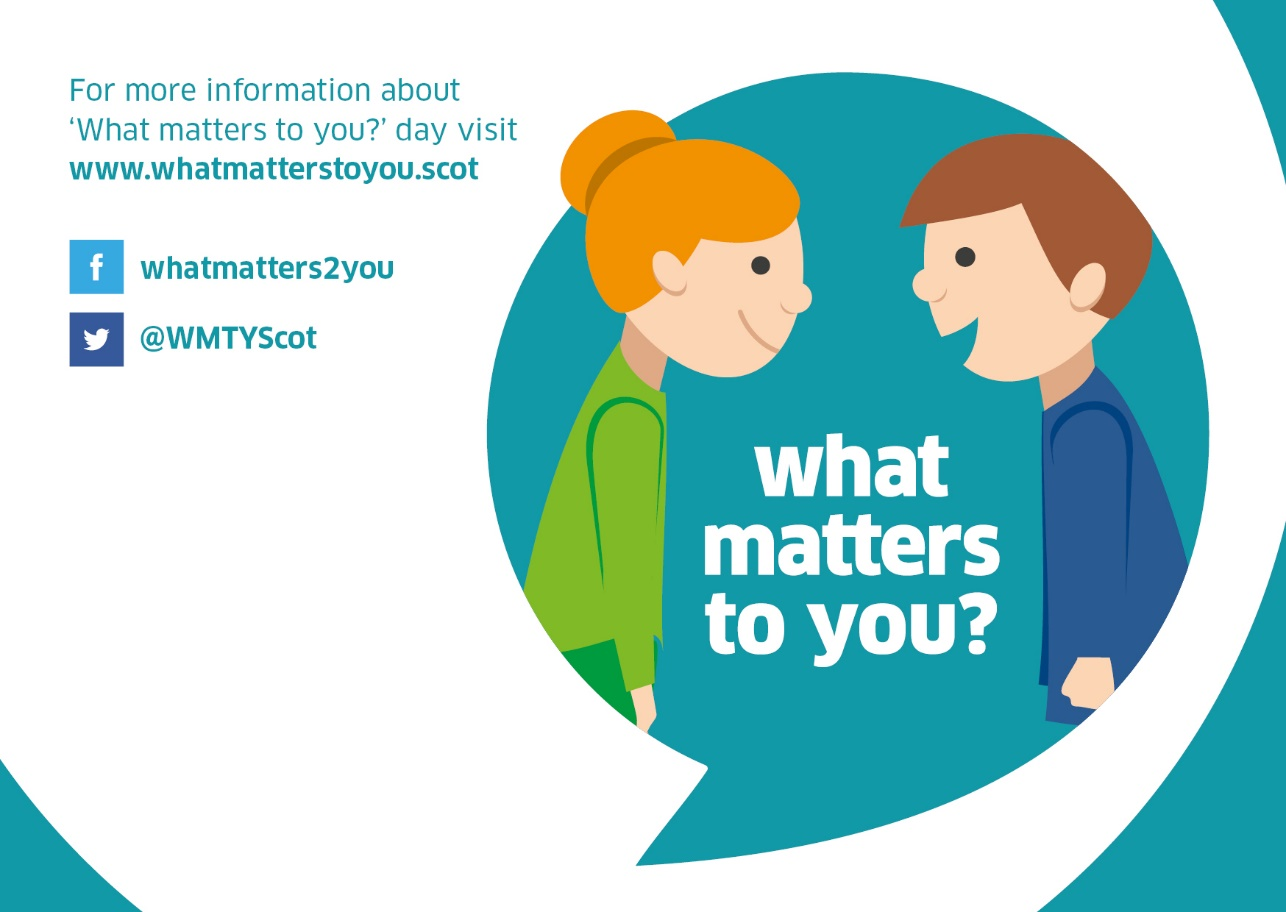 For more information about
‘What matters to you?’ day visit
www.whatmatterstoyou.scot
f
whatmatters2you
@WMTYScot
what
matters
to you?